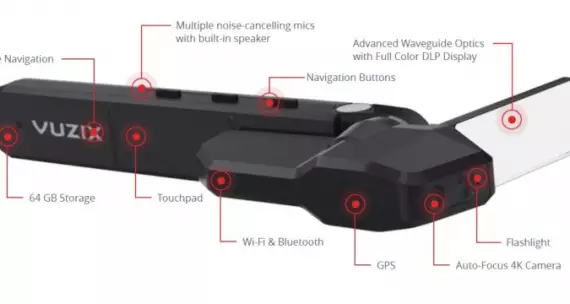 Multiple noise-cancelling mics
with built-in speaker
Advanced Waveguide Optics
with Full Color DLP Display
Navigation
Navigation Buttons
VUZIX
64 GB Storage
Touchpad
Wi-Fi & Bluetooth
GPS
Auto-Focus 4K Camera
Flashlight